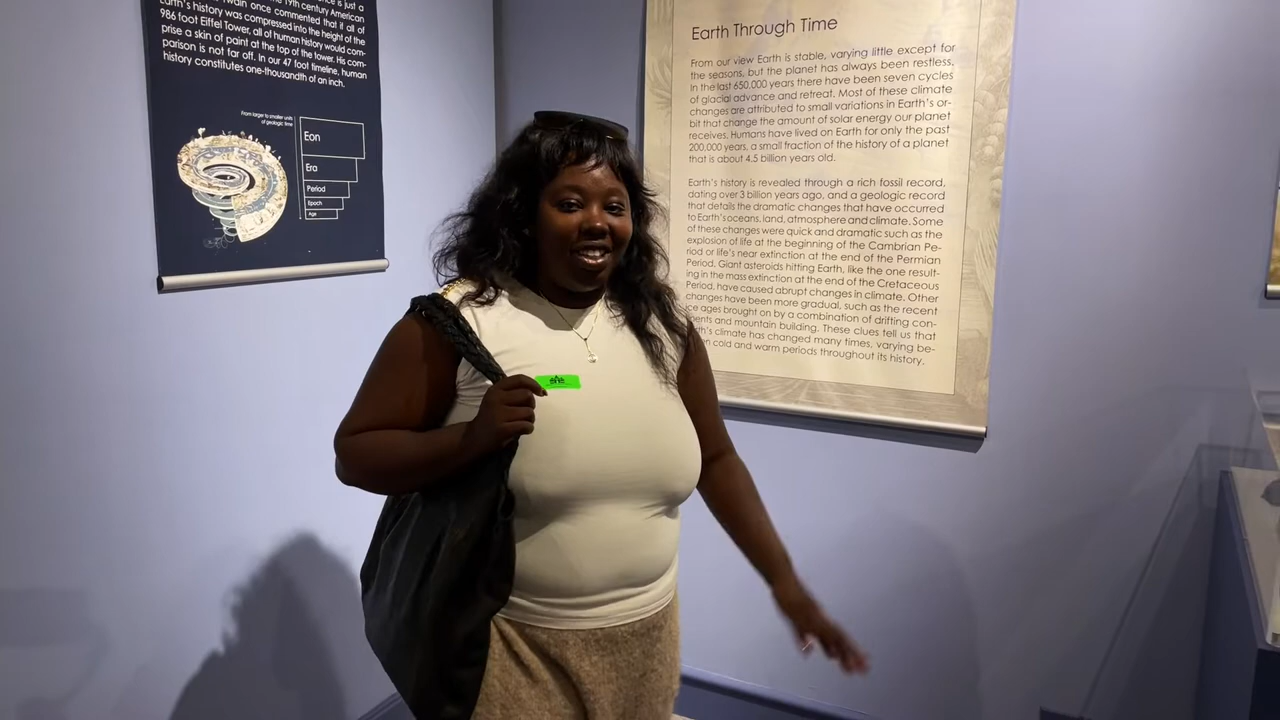 ence is just a
the 19th century American
wain once commented that if all of
Earth's history was compressed into the height of the
986 foot Eiffel Tower, all of human history would com-
prise a skin of paint at the top of the tower. His com-
parison is not far off. In our 47 foot timeline, human
history constitutes one-thousandth of an inch.
From larger to smaller units
of geologic time
Eon
Era
Period
Epoch
Age
Earth Through Time
From our view Earth is stable, varying little except for
the seasons, but the planet has always been restless.
In the last 650,000 years there have been seven cycles
of glacial advance and retreat. Most of these climate
changes are attributed to small variations in Earth's or-
bit that change the amount of solar energy our planet
receives. Humans have lived on Earth for only the past
200,000 years, a small fraction of the history of a planet
that is about 4.5 billion years old.
Earth's history is revealed through a rich fossil record,
dating over 3 billion years ago, and a geologic record
that details the dramatic changes that have occurred
to Earth's oceans, land, atmosphere and climate. Some
of these changes were quick and dramatic such as the
explosion of life at the beginning of the Cambrian Pe-
riod or life's near extinction at the end of the Permian
Period. Giant asteroids hitting Earth, like the one result-
ing in the mass extinction at the end of the Cretaceous
Period, have caused abrupt changes in climate. Other
changes have been more gradual, such as the recent
ice ages brought on by a combination of drifting con-
nents and mountain building. These clues tell us that
rth's climate has changed many times, varying be-
n cold and warm periods throughout its history.